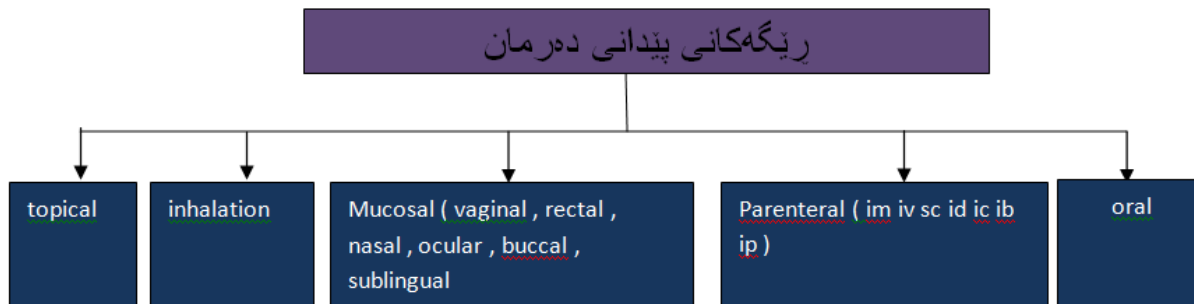 ڕێگەکانی پێدانی دەرمان
topical
inhalation
Mucosal ( vaginal , rectal ,
nasal , ocular , buccal ,
sublingual
Parenteral ( im iv sc id ic ib
ip )
oral